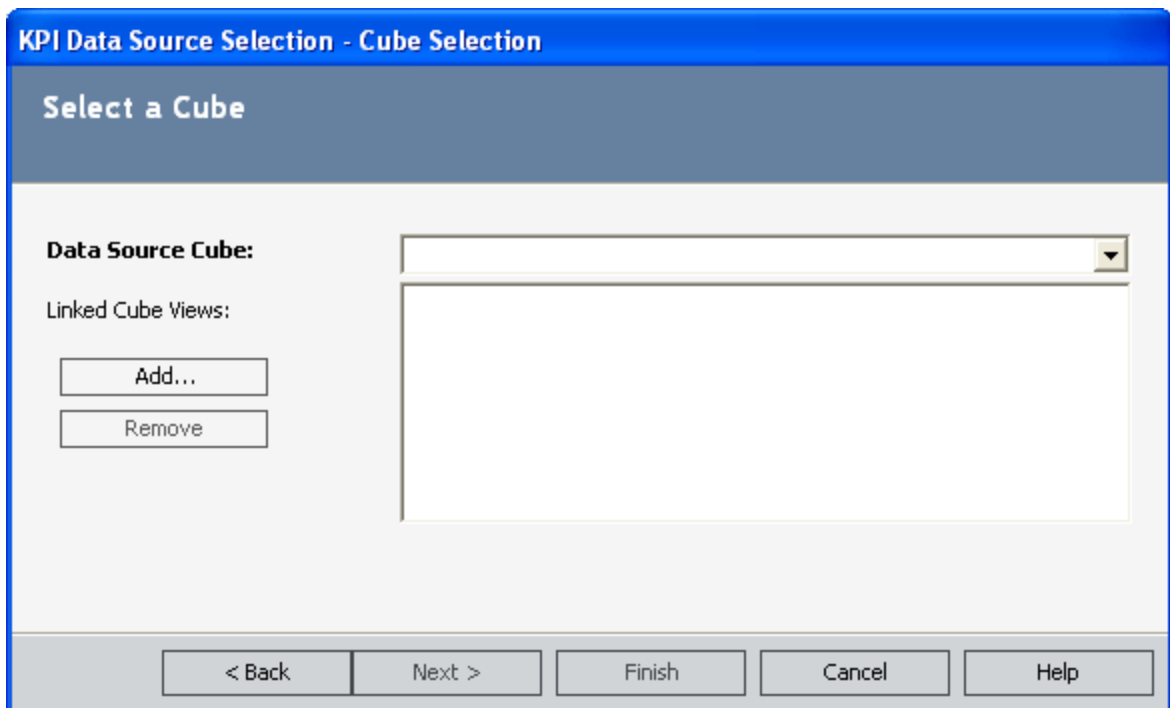 KPI Data Source Selection - Cube Selection
Select a Cube
Data Source Cube:
Linked Cube Views:
Add...
Remove
< Back
Next >
Finish
Cancel
Help